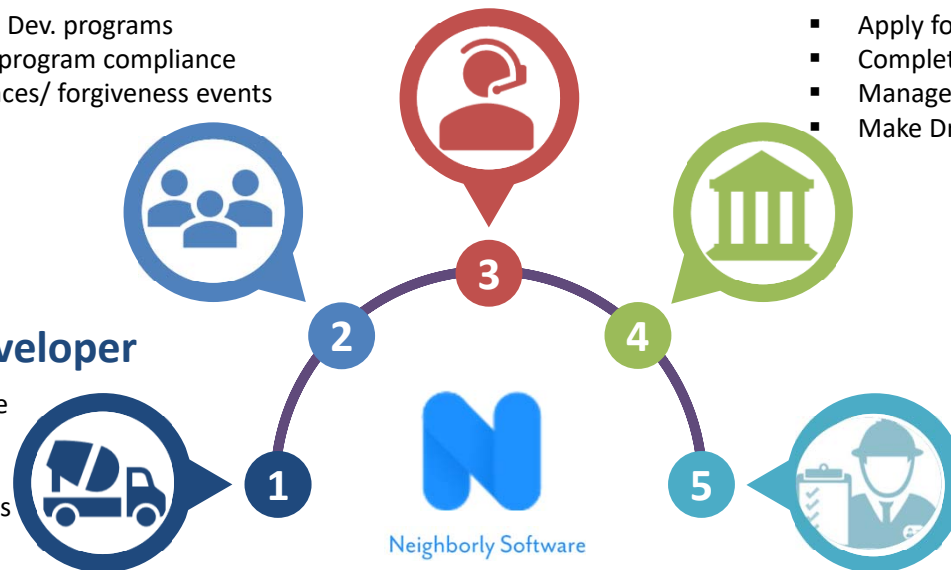 Dev. programs
program compliance
nces/ forgiveness events
Apply fo
Complet
Manage
Make Dr
3
2
4
veloper
e
s
1
5
Neighborly Software